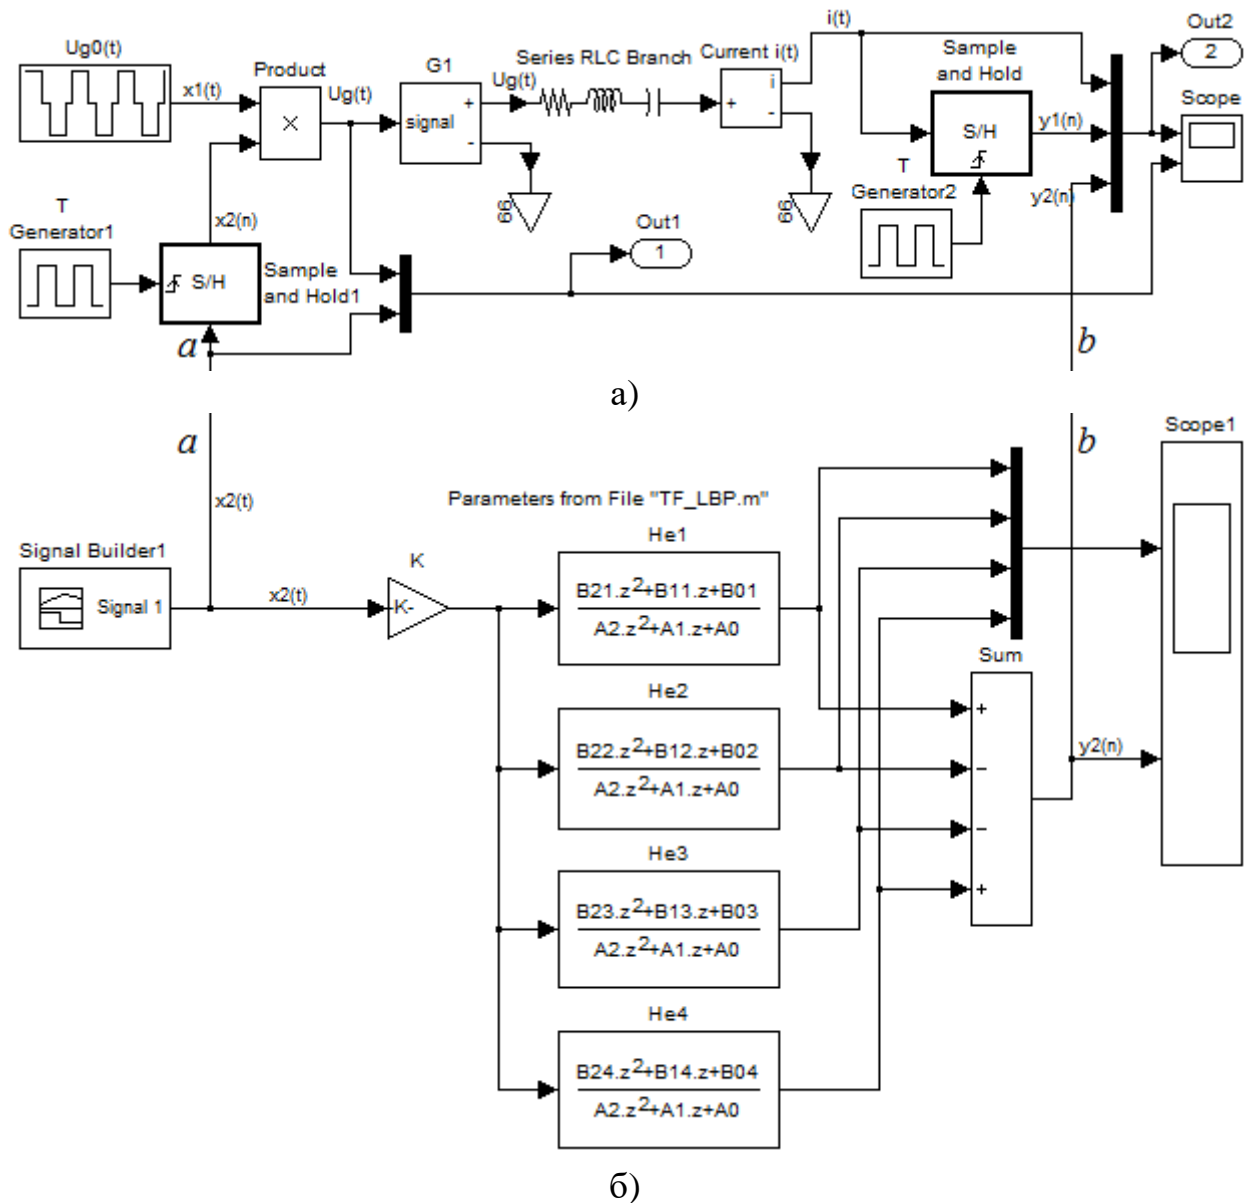 Ug0(t)
x1(t)
Product
×
Ug(t)
G1
signal
+
-
Ug(t)
Series RLC Branch
Current i(t)
+
i
-
i(t)
Sample
and Hold
S/H
y1(n)
y2(n)
Out2
2
Scope
T
Generator2
T
Generator1
x2(n)
S/H
Sample
and Hold1
Out1
1
a
b
а)
a
b
x2(t)
Signal Builder1
Signal 1
x2(t)
K
-K-
Parameters from File "TF_LBP.m"
He1
B21.z²+B11.z+B01
A2.z²+A1.z+A0
He2
B22.z²+B12.z+B02
A2.z²+A1.z+A0
He3
B23.z²+B13.z+B03
A2.z²+A1.z+A0
He4
B24.z²+B14.z+B04
A2.z²+A1.z+A0
Sum
+
−
−
+
y2(n)
Scope1
б)